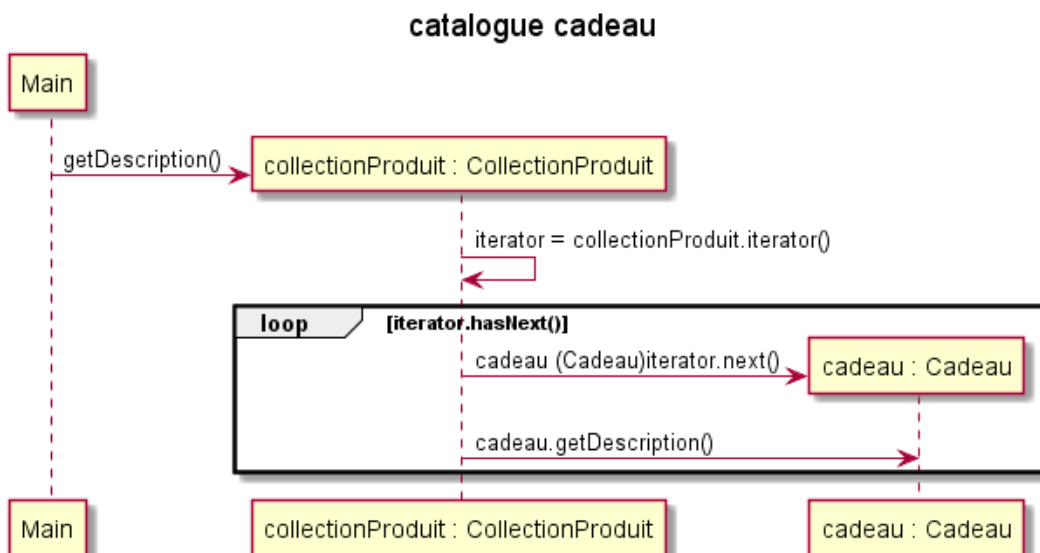 catalogue cadeau
Main
getDescription()
collectionProduit : CollectionProduit
iterator = collectionProduit.iterator()
loop
[iterator.hasNext()]
cadeau (Cadeau)iterator.next()
cadeau : Cadeau
cadeau.getDescription()
Main
collectionProduit : CollectionProduit
cadeau : Cadeau